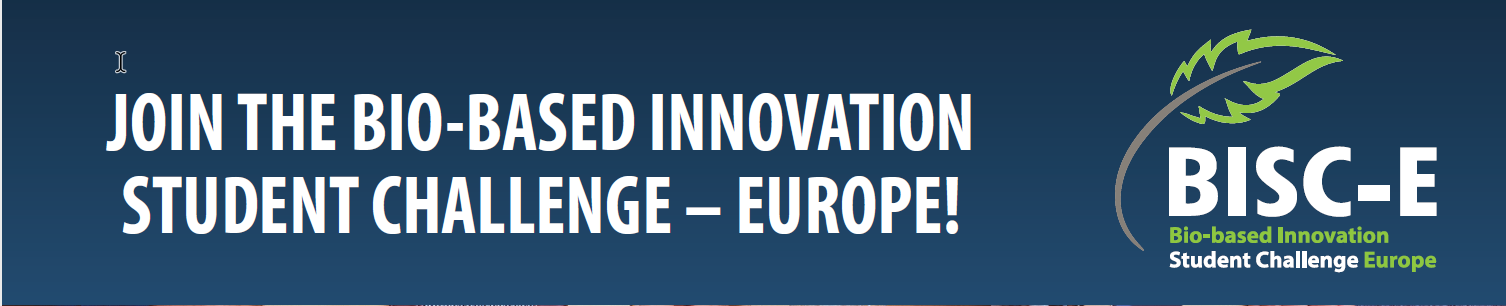 JOIN THE BIO-BASED INNOVATION
STUDENT CHALLENGE – EUROPE!
BISC-E
Bio-based Innovation
Student Challenge Europe